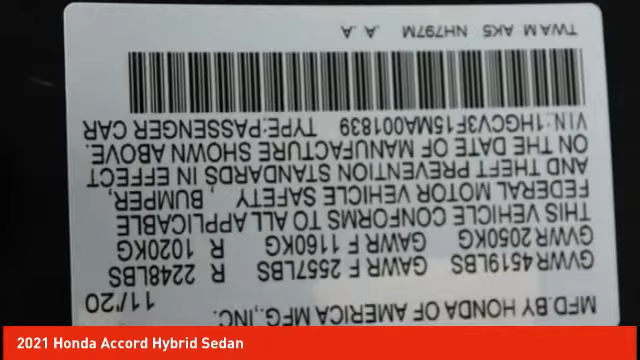 MFD. BY HONDA OF AMERICA MFG., INC. 11/20
GVWR 4519LBS GAWR F 2557LBS R 2248LBS
GVWR 2050KG GAWR F 1160KG R 1020KG
THIS VEHICLE CONFORMS TO ALL APPLICABLE
FEDERAL MOTOR VEHICLE SAFETY , BUMPER,
AND THEFT PREVENTION STANDARDS IN EFFECT
ON THE DATE OF MANUFACTURE SHOWN ABOVE.
VIN:1HGCV3F15MA001839 TYPE:PASSENGER CAR
TWA M AK5 NH797M .A .A
2021 Honda Accord Hybrid Sedan